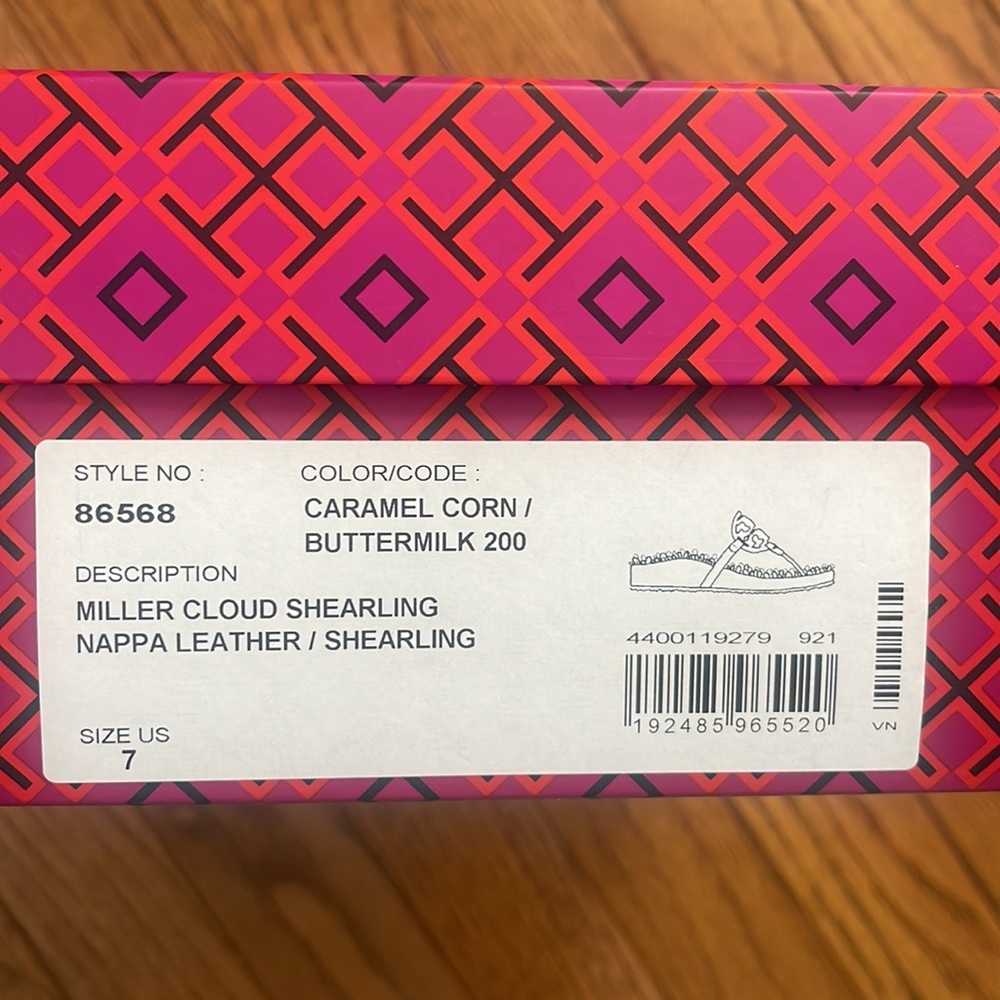 STYLE NO :
86568
COLOR/CODE :
CARAMEL CORN /
BUTTERMILK 200
DESCRIPTION
MILLER CLOUD SHEARLING
NAPPA LEATHER / SHEARLING
SIZE US
7
4400119279 921
192485 965520
VN